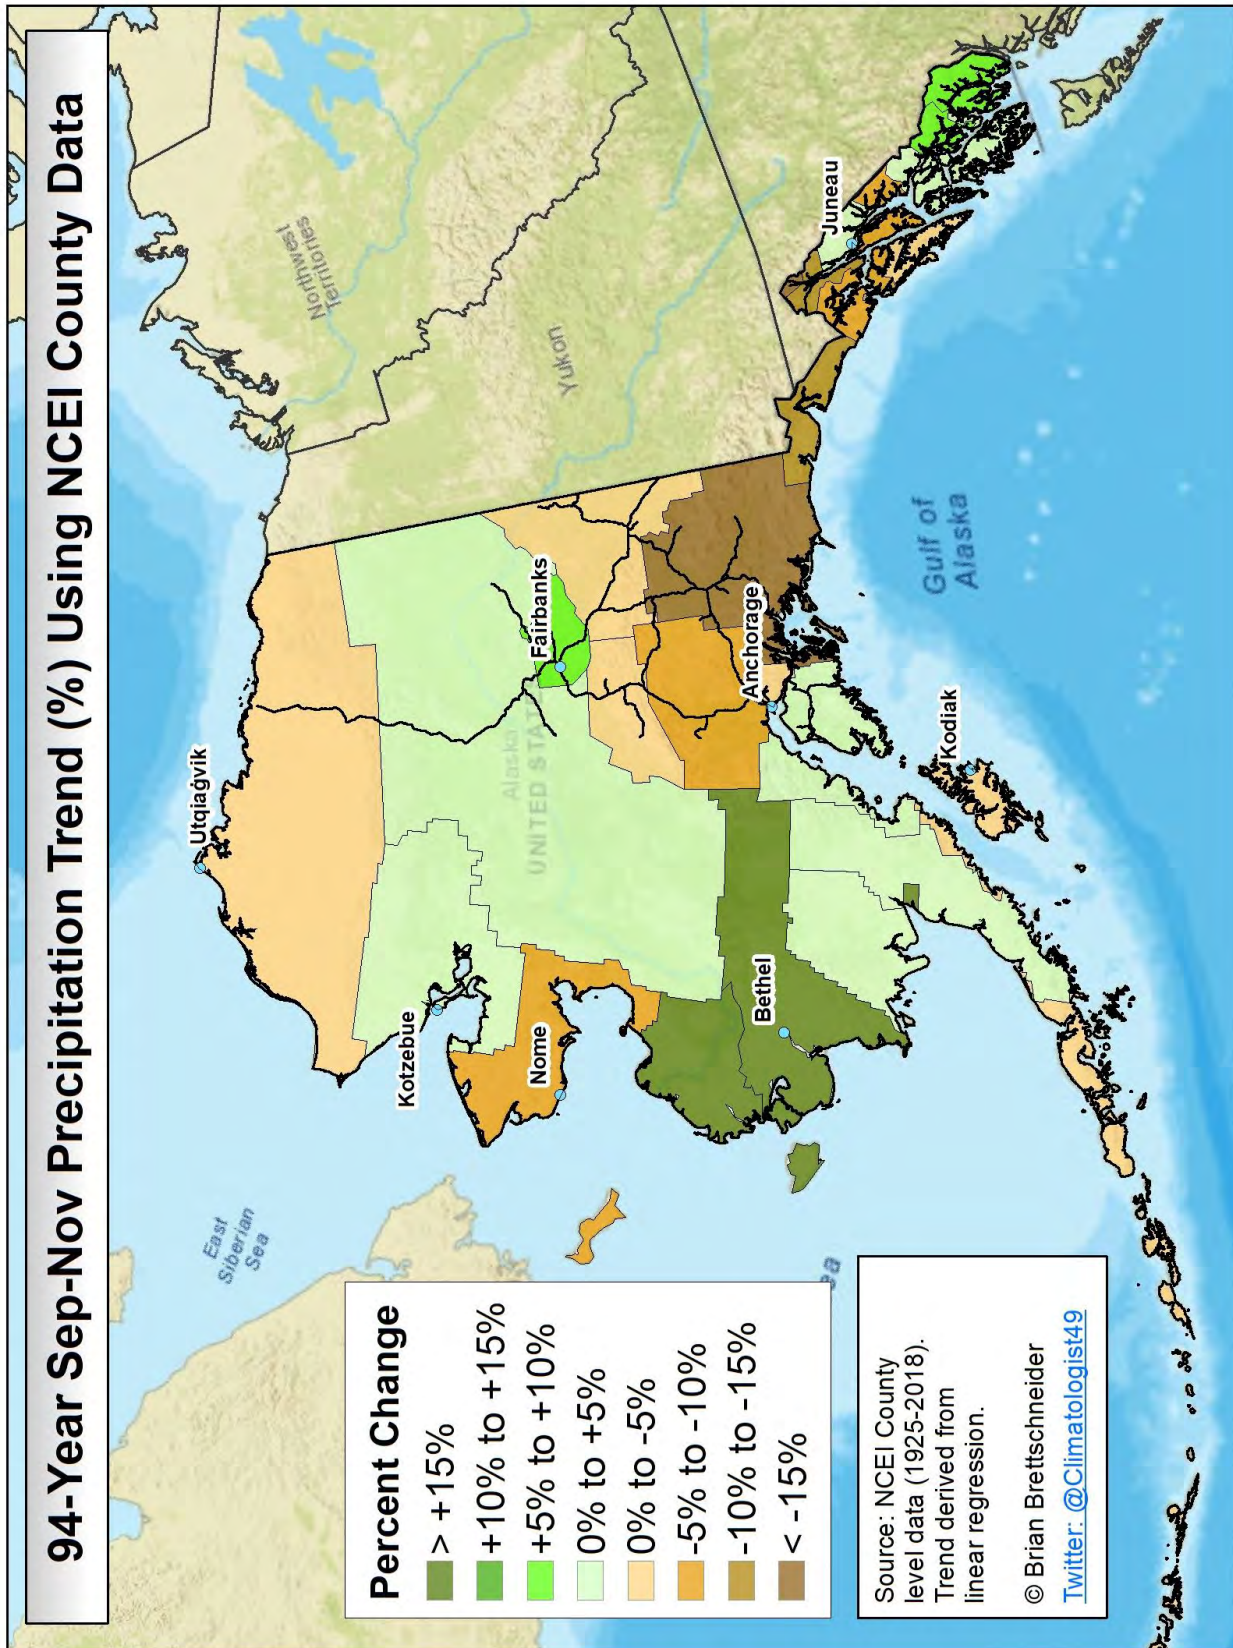 94-Year Sep-Nov Precipitation Trend (%) Using NCEI County Data
East
Siberian
Sea
Utqiaġvik
Northwest
Territories
Kotzebue
Nome
Alaska
Fairbanks
Yukon
Bethel
Anchorage
Juneau
Kodiak
Gulf of
Alaska
Percent Change
> +15%
+10% to +15%
+5% to +10%
0% to +5%
0% to -5%
-5% to -10%
-10% to -15%
< -15%
Source: NCEI County
level data (1925-2018).
Trend derived from
linear regression.
© Brian Brettschneider
Twitter: @Climatologist49